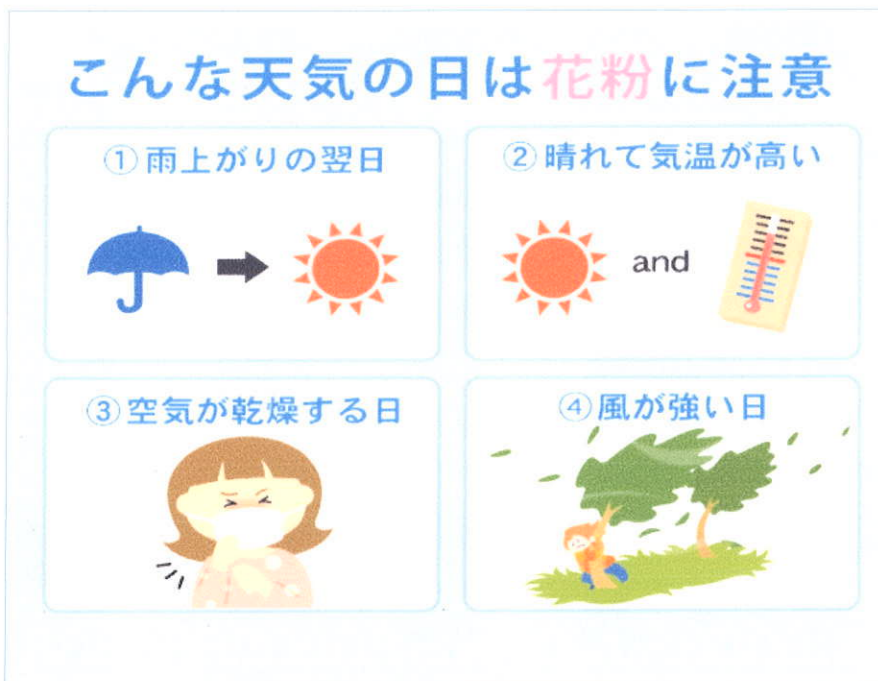 こんな天気の日は花粉に注意
①雨上がりの翌日
②晴れて気温が高い
and
③空気が乾燥する日
④風が強い日